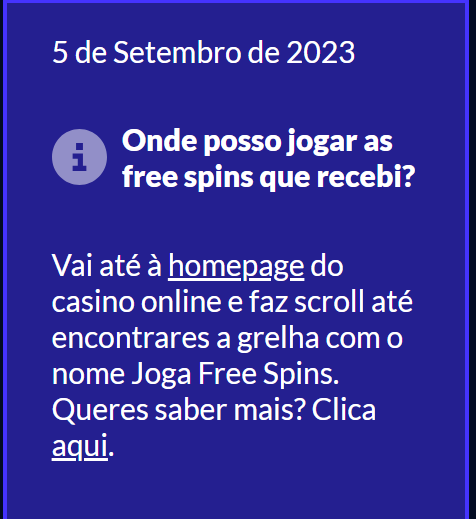 5 de Setembro de 2023
Onde posso jogar as
free spins que recebi?
Vai até à homepage do
casino online e faz scroll até
encontrares a grelha com o
nome Joga Free Spins.
Queres saber mais? Clica
aqui.